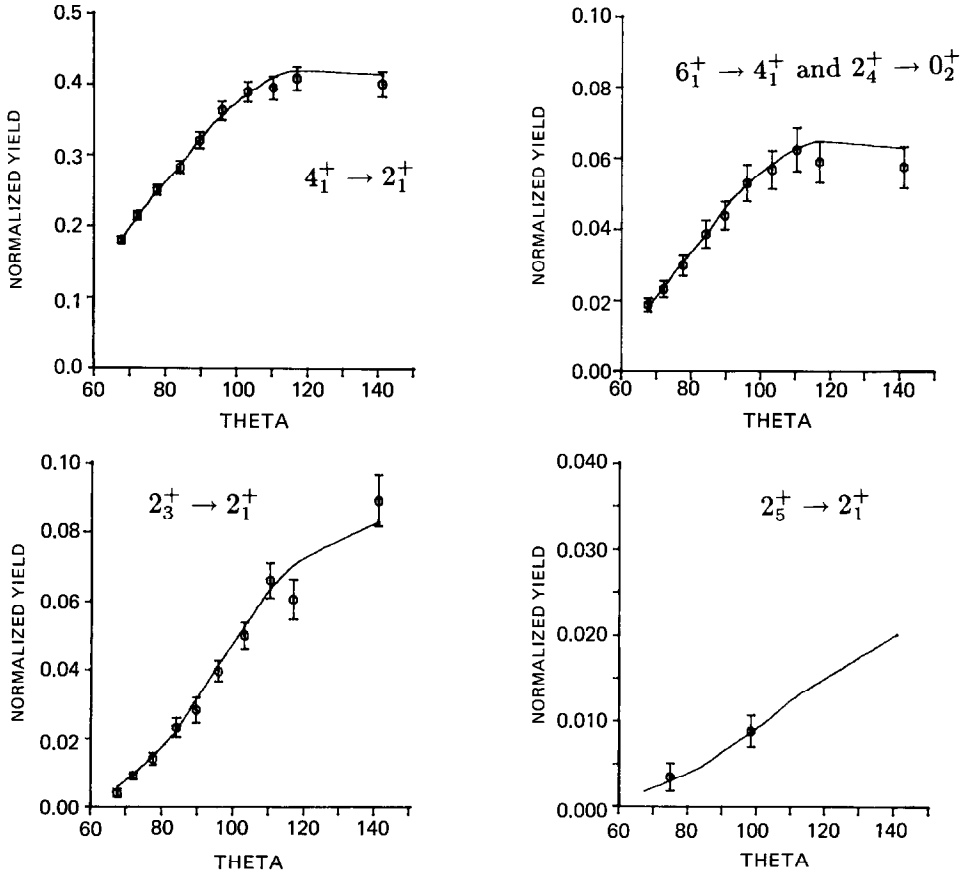 0.5
0.4
0.3
0.2
0.1
0.0
60 80 100 120 140
THETA
NORMALIZED YIELD
4₁⁺ → 2₁⁺
0.10
0.08
0.06
0.04
0.02
0.00
60 80 100 120 140
THETA
NORMALIZED YIELD
6₁⁺ → 4₁⁺ and 2₄⁺ → 0₂⁺
0.10
0.08
0.06
0.04
0.02
0.00
60 80 100 120 140
THETA
NORMALIZED YIELD
2₃⁺ → 2₁⁺
0.040
0.030
0.020
0.010
0.000
60 80 100 120 140
THETA
NORMALIZED YIELD
2₅⁺ → 2₁⁺